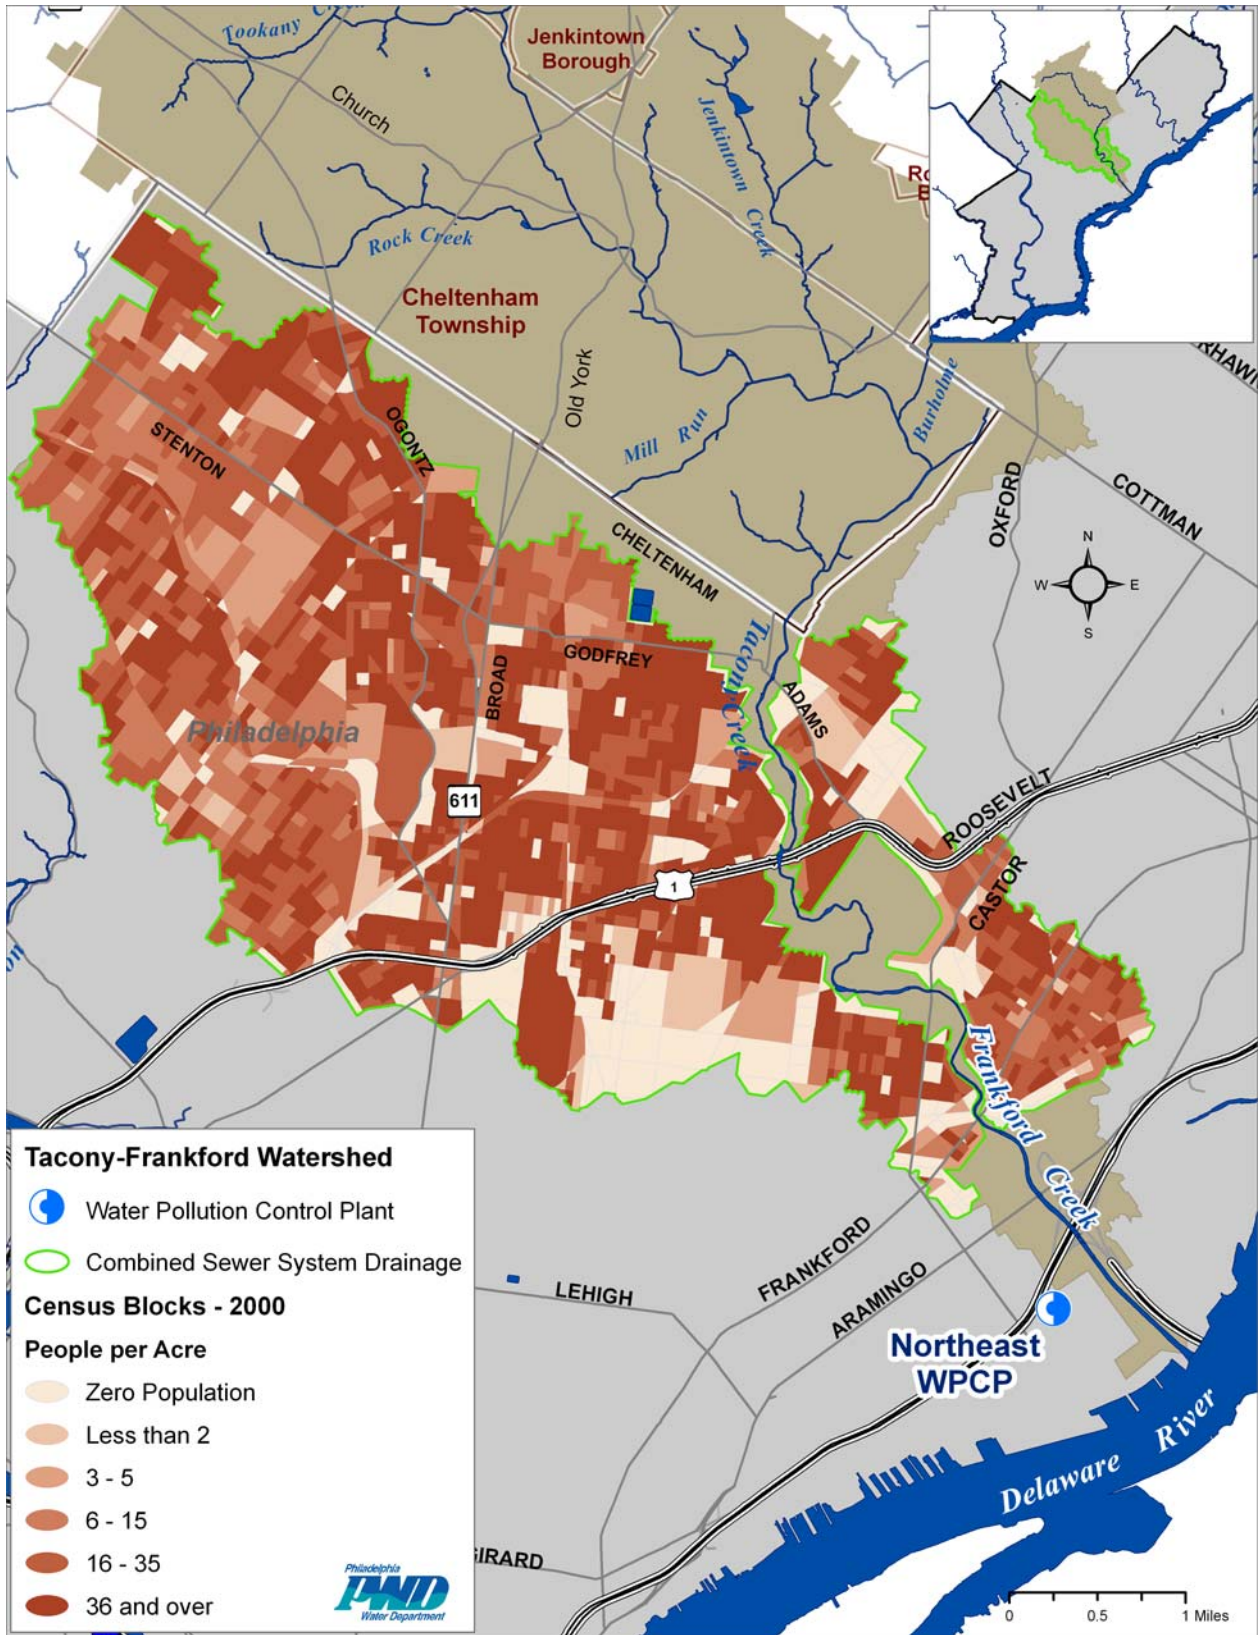 Tookany
Jenkintown
Borough
Church
Jenkintown Creek
Rock Creek
Cheltenham
Township
Old York
Mill Run
Burholme
OGONTZ
STENTON
CHELTENHAM
OXFORD
COTTMAN
N
W
E
S
GODFREY
BROAD
Tacony Creek
ADAMS
Philadelphia
611
ROOSEVELT
1
CASTOR
Frankford
Creek
Tacony-Frankford Watershed
Water Pollution Control Plant
Combined Sewer System Drainage
Census Blocks - 2000
People per Acre
Zero Population
Less than 2
3 - 5
6 - 15
16 - 35
36 and over
Philadelphia
PWD
Water Department
LEHIGH
FRANKFORD
ARAMINGO
Northeast
WPCP
GIRARD
Delaware River
0 0.5 1 Miles